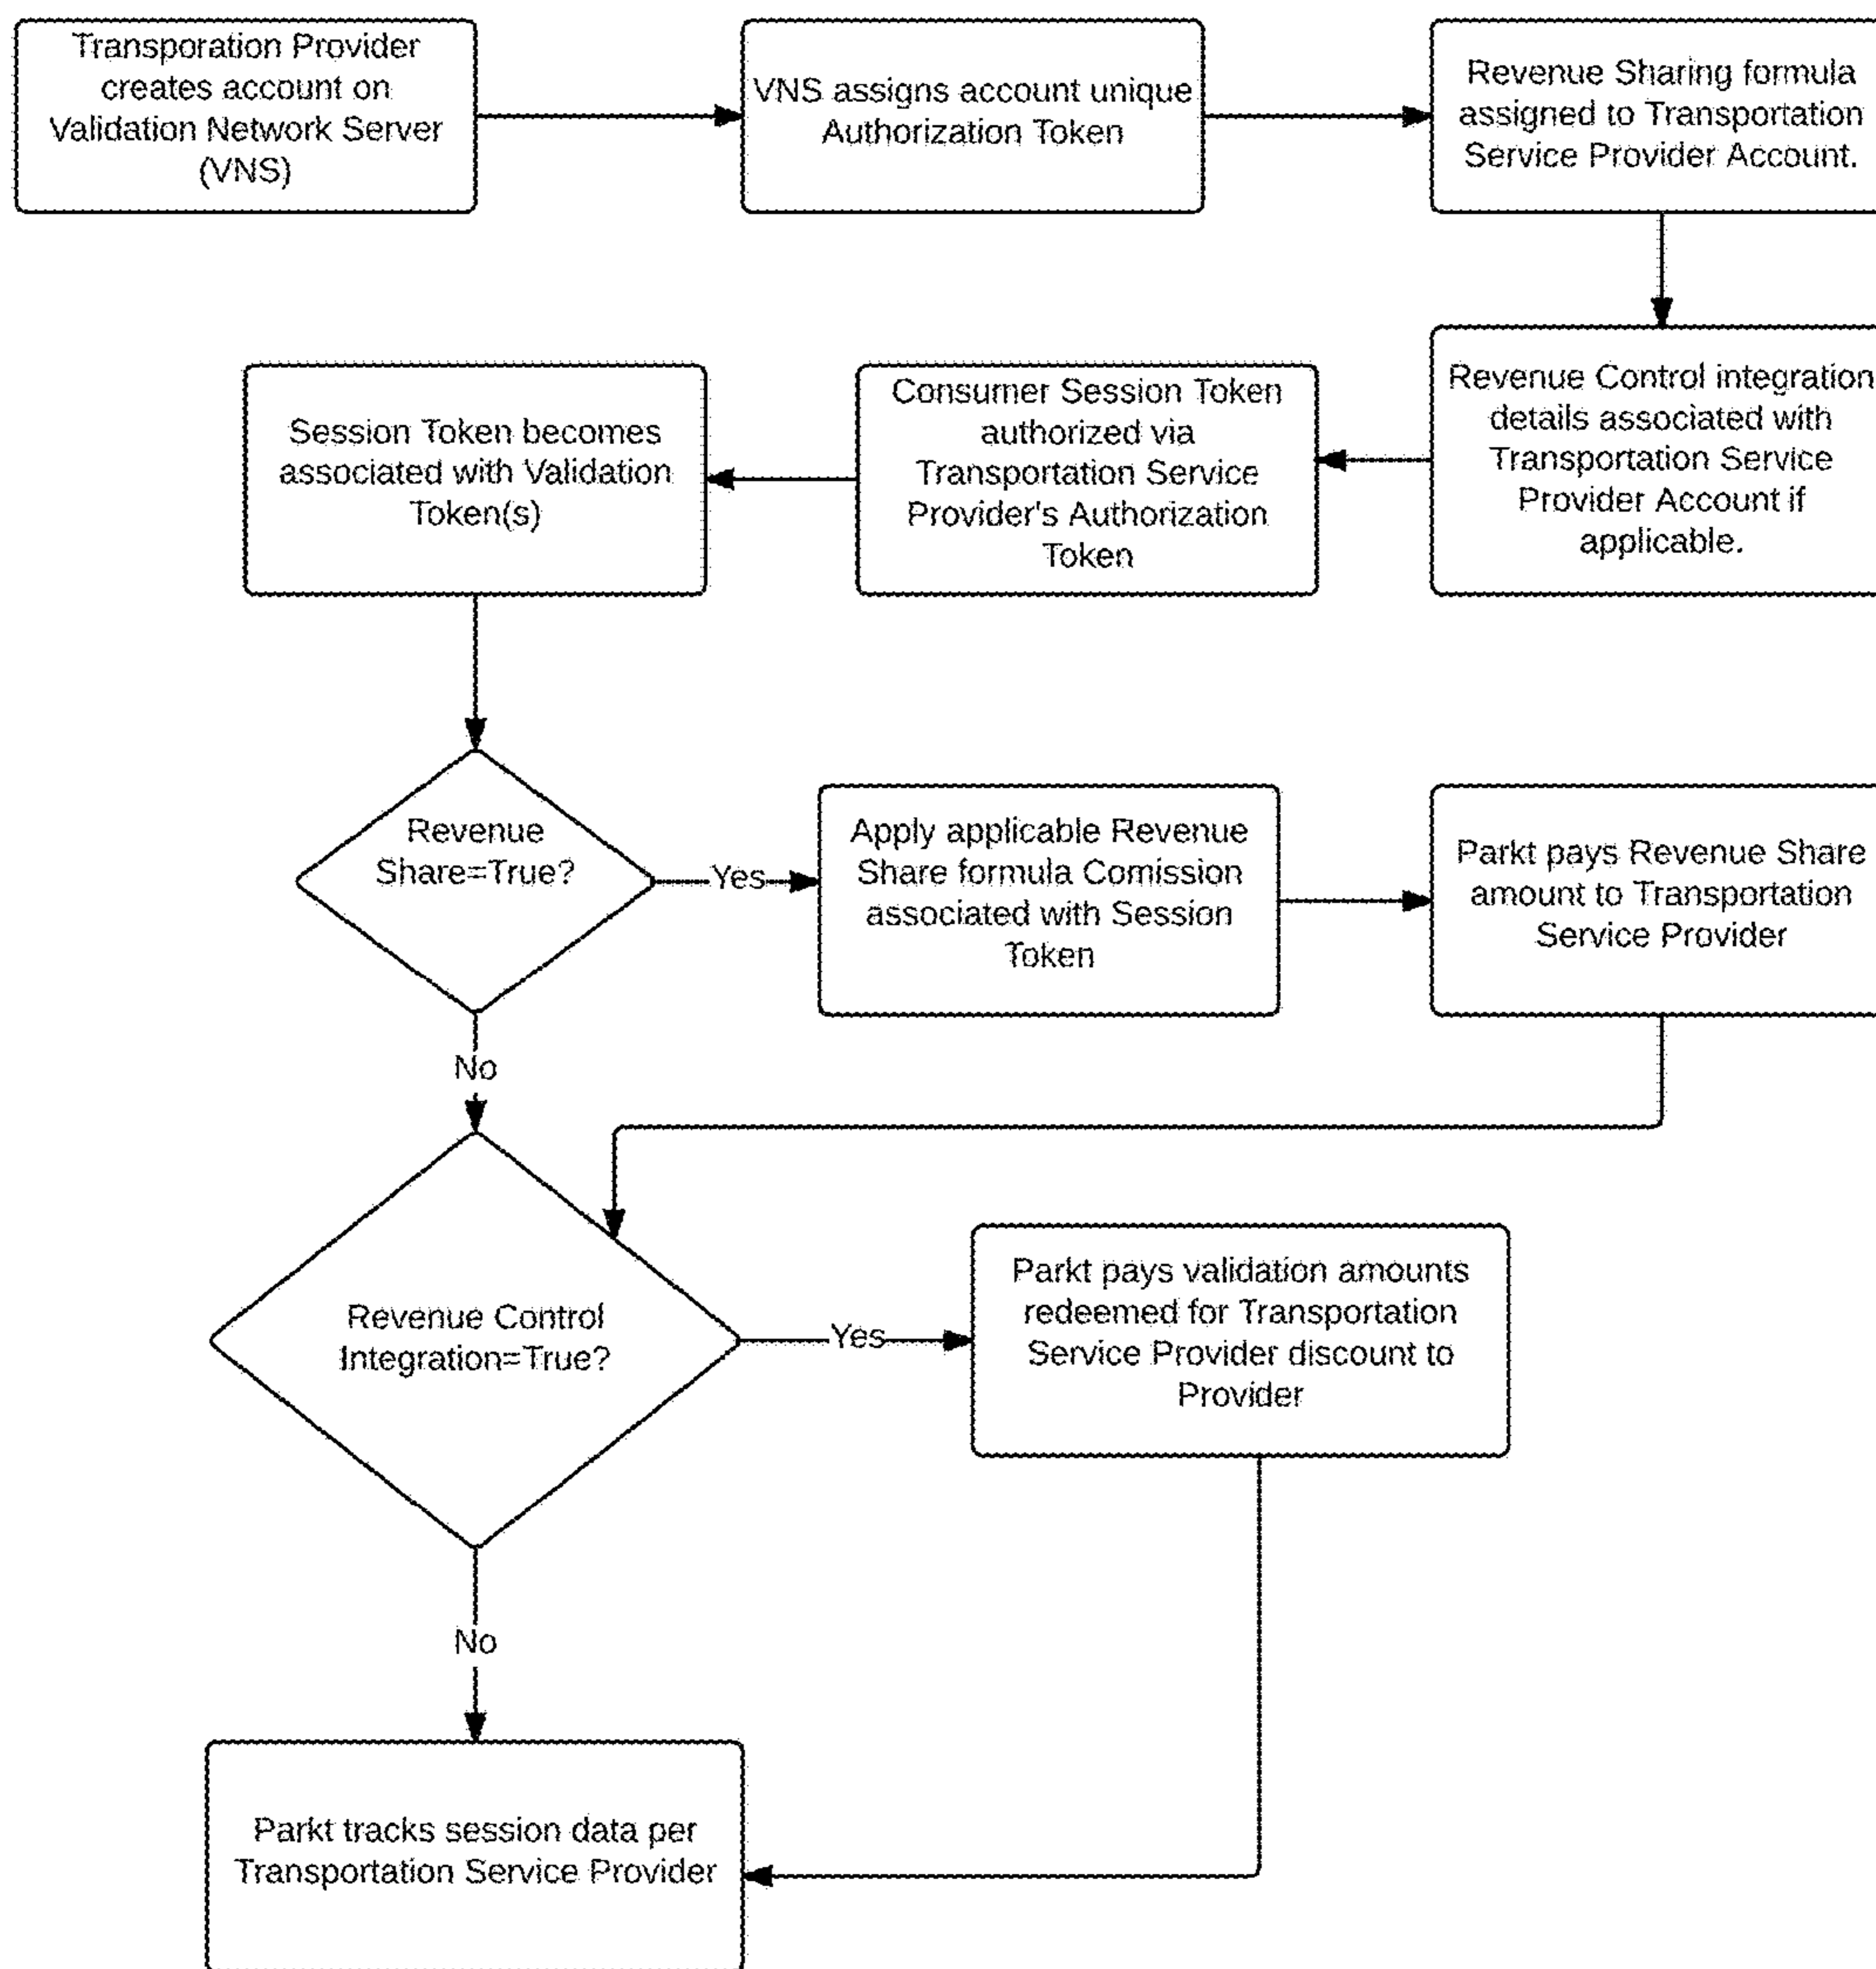 Transporation Provider
creates account on
Validation Network Server
(VNS)
VNS assigns account unique
Authorization Token
Revenue Sharing formula
assigned to Transportation
Service Provider Account.
Revenue Control integration
details associated with
Transportation Service
Provider Account if
applicable.
Consumer Session Token
authorized via
Transportation Service
Provider's Authorization
Token
Session Token becomes
associated with Validation
Token(s)
Revenue
Share=True?
Yes
Apply applicable Revenue
Share formula Comission
associated with Session
Token
Parkt pays Revenue Share
amount to Transportation
Service Provider
No
Revenue Control
Integration=True?
Yes
Parkt pays validation amounts
redeemed for Transportation
Service Provider discount to
Provider
No
Parkt tracks session data per
Transportation Service Provider